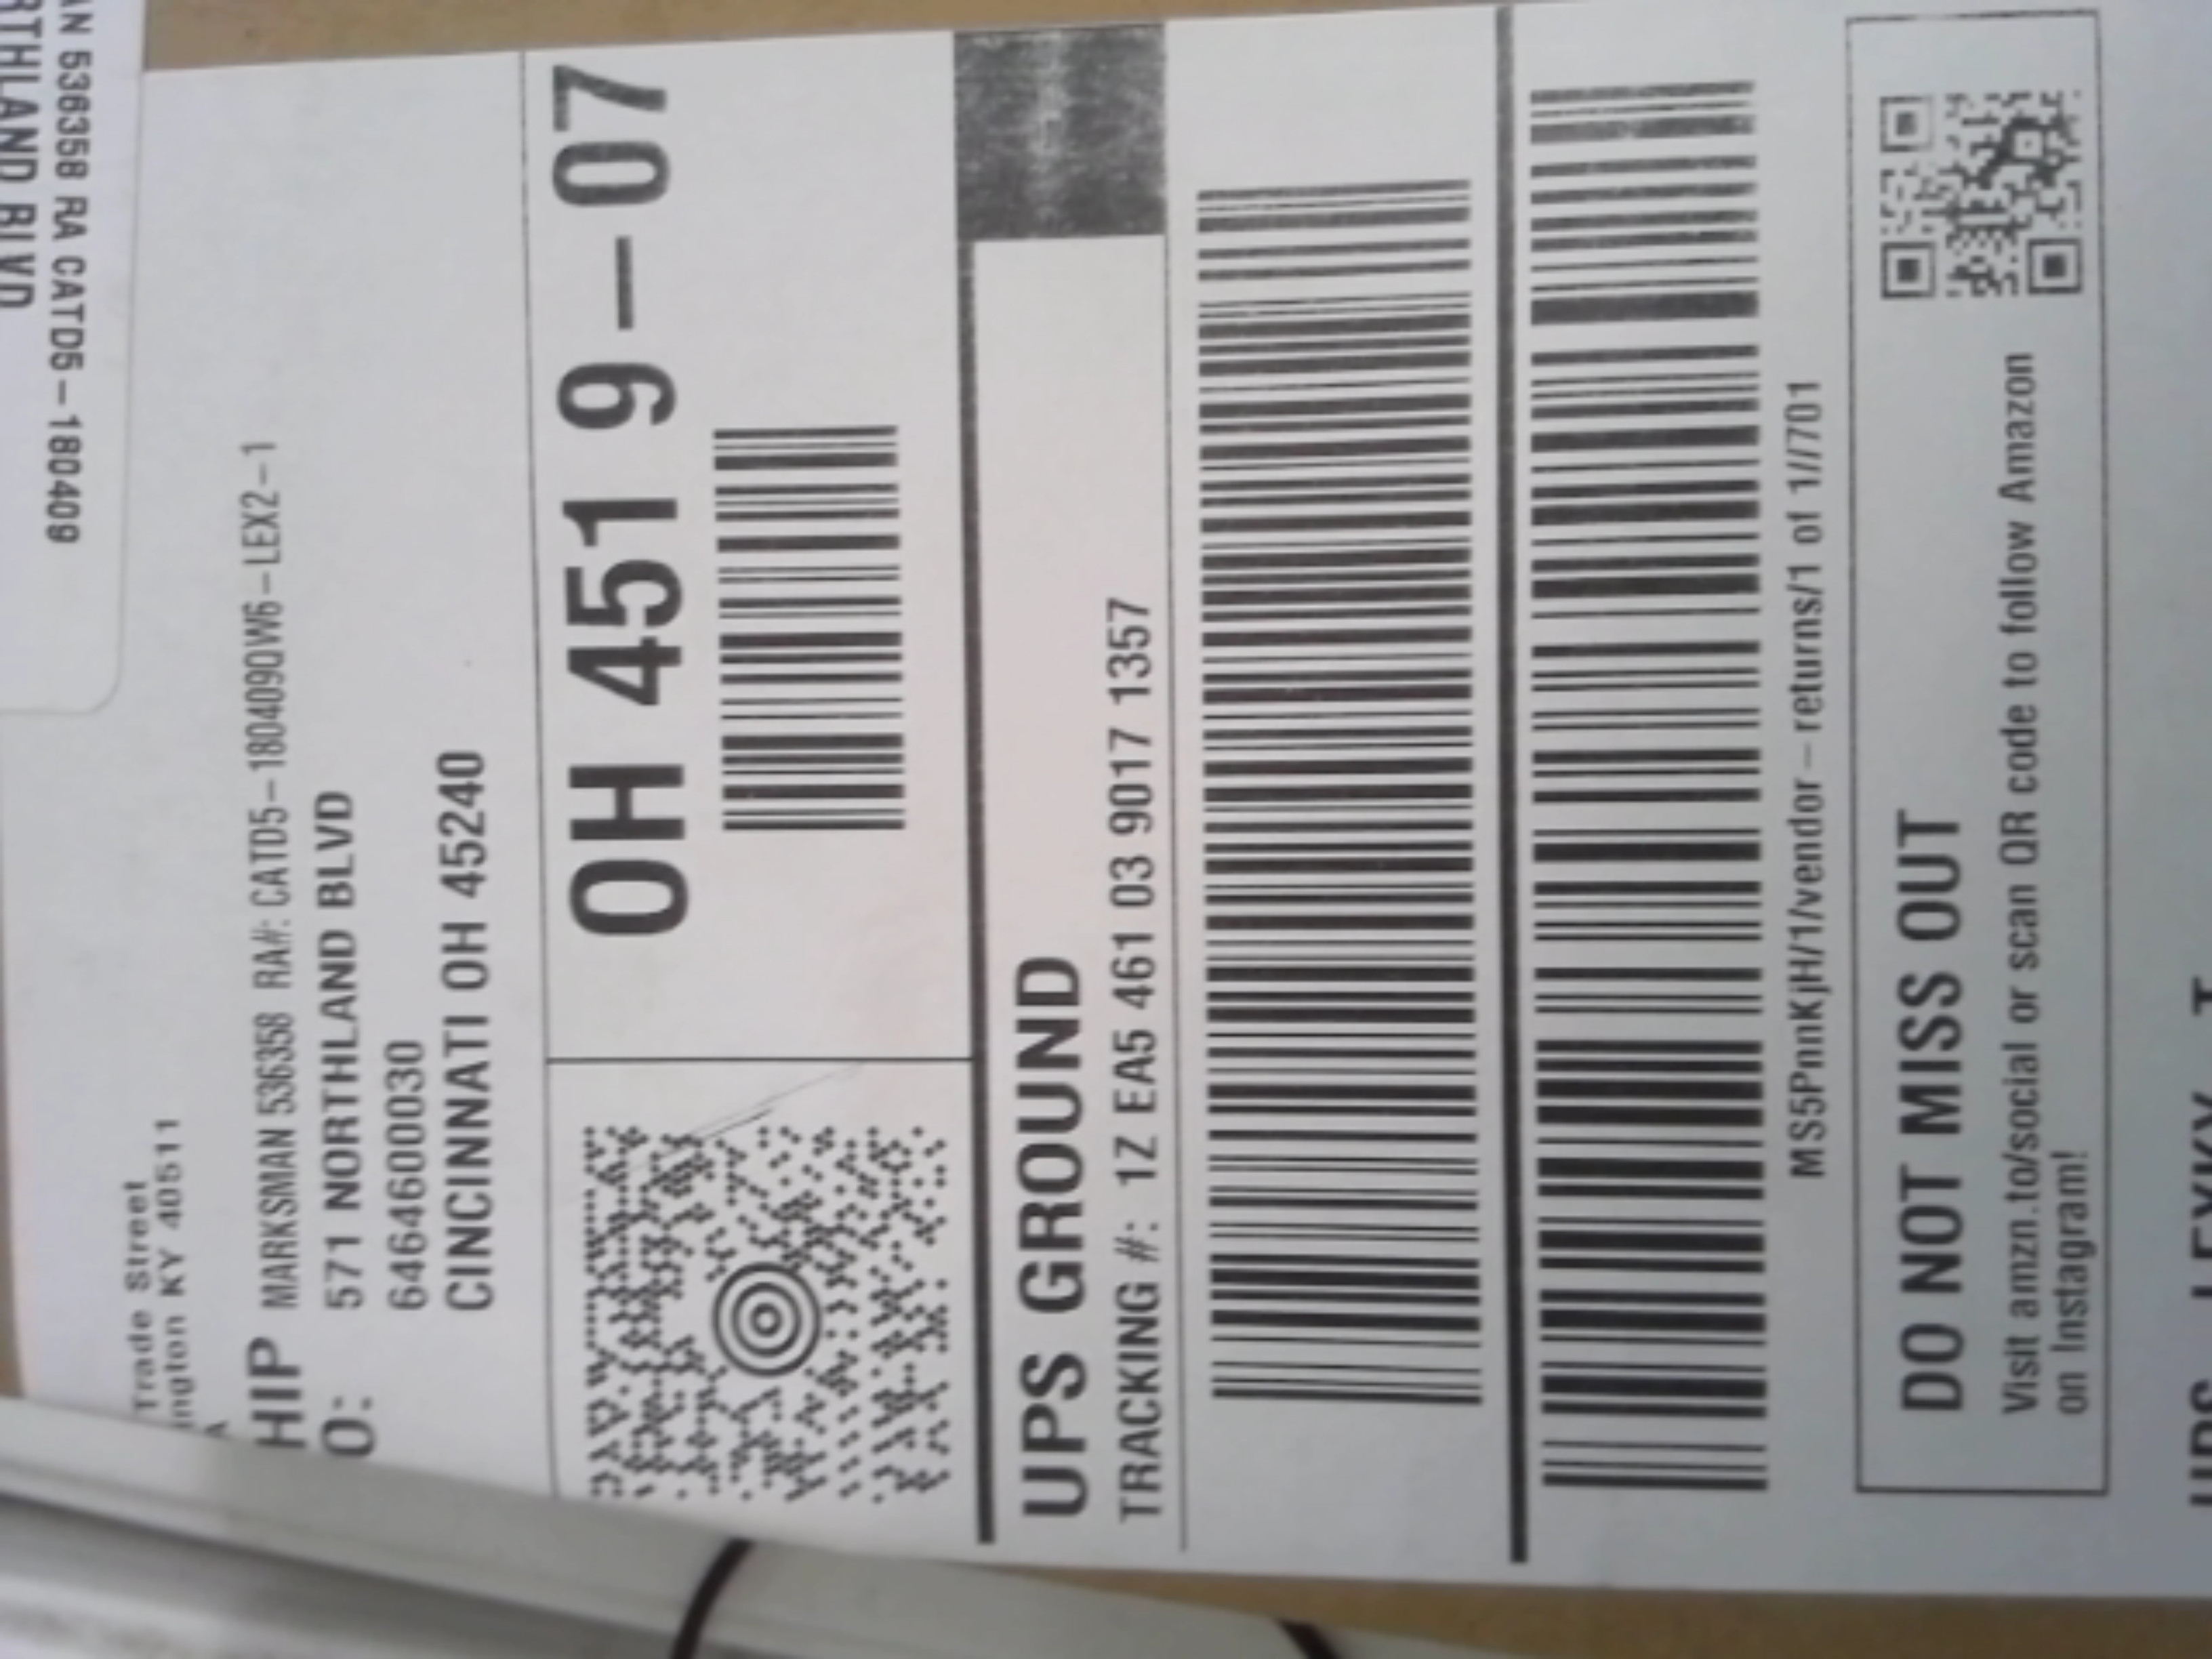 AN 536358 RA CATD5-180409
RTHLAND BLVD
Trade Street
ington KY 40511
A
HIP
O:
MARKSMAN 536358 RA#: CATD5-180409OW6-LEX2-1
571 NORTHLAND BLVD
6464600030
CINCINNATI OH 45240
OH 451 9-07
UPS GROUND
TRACKING #: 1Z EA5 461 03 9017 1357
MS5PnnKjH/1/vendor-returns/1 of 1//701
DO NOT MISS OUT
Visit amzn.to/social or scan QR code to follow Amazon
on Instagram!